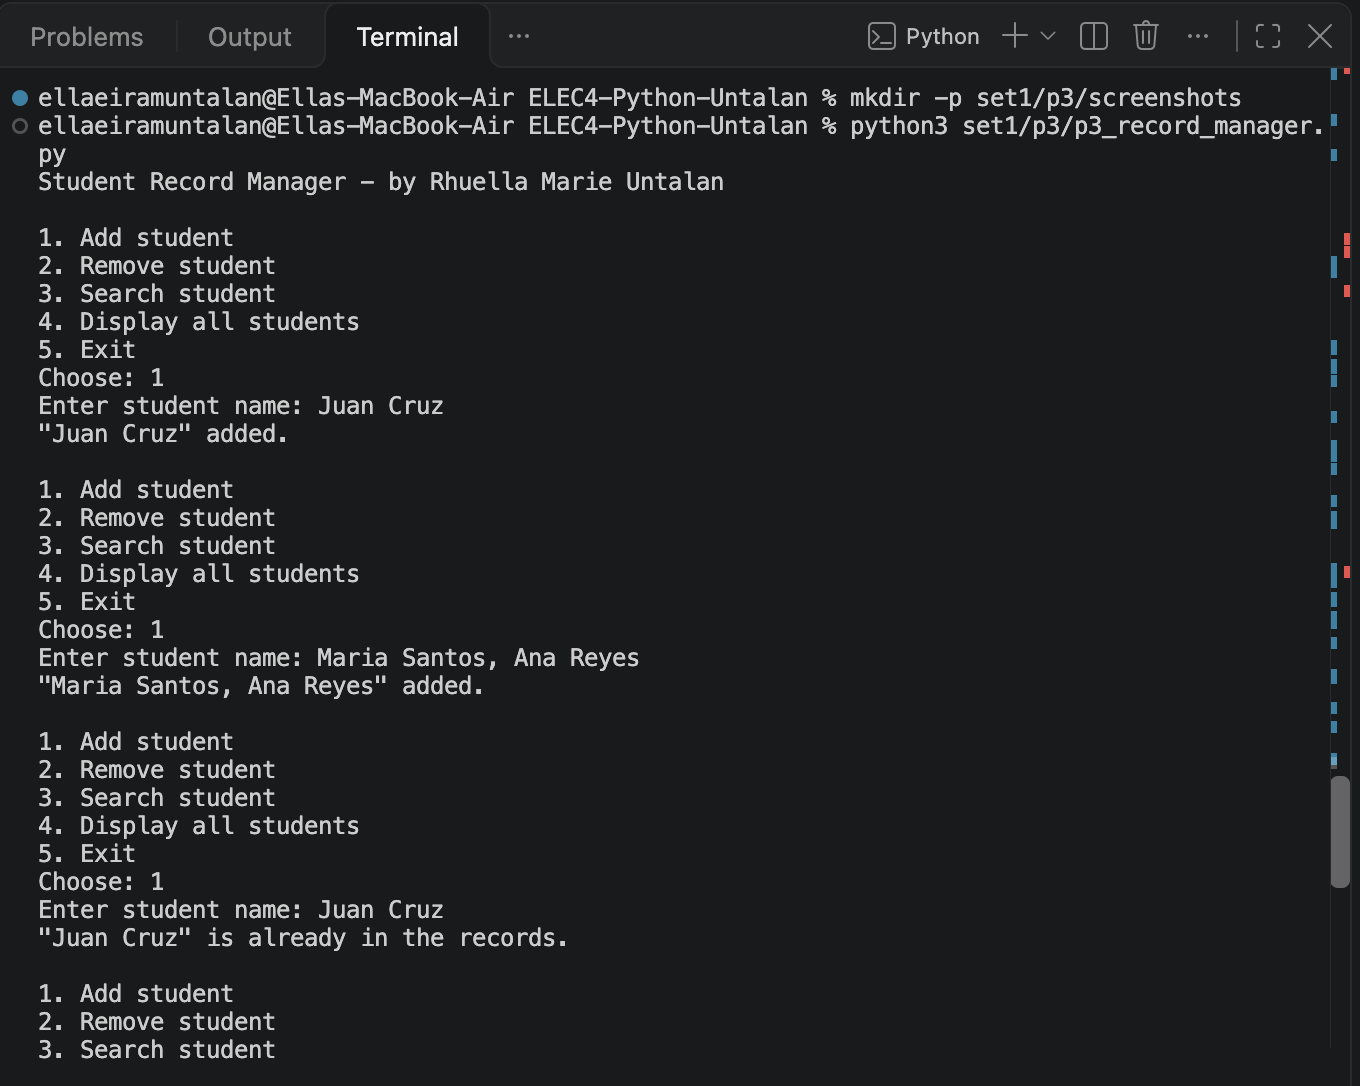 Problems Output Terminal ··· Python
ellaeiramuntalan@Ellas-MacBook-Air ELEC4-Python-Untalan % mkdir -p set1/p3/screenshots
ellaeiramuntalan@Ellas-MacBook-Air ELEC4-Python-Untalan % python3 set1/p3/p3_record_manager.
py
Student Record Manager - by Rhuella Marie Untalan
1. Add student
2. Remove student
3. Search student
4. Display all students
5. Exit
Choose: 1
Enter student name: Juan Cruz
"Juan Cruz" added.
1. Add student
2. Remove student
3. Search student
4. Display all students
5. Exit
Choose: 1
Enter student name: Maria Santos, Ana Reyes
"Maria Santos, Ana Reyes" added.
1. Add student
2. Remove student
3. Search student
4. Display all students
5. Exit
Choose: 1
Enter student name: Juan Cruz
"Juan Cruz" is already in the records.
1. Add student
2. Remove student
3. Search student